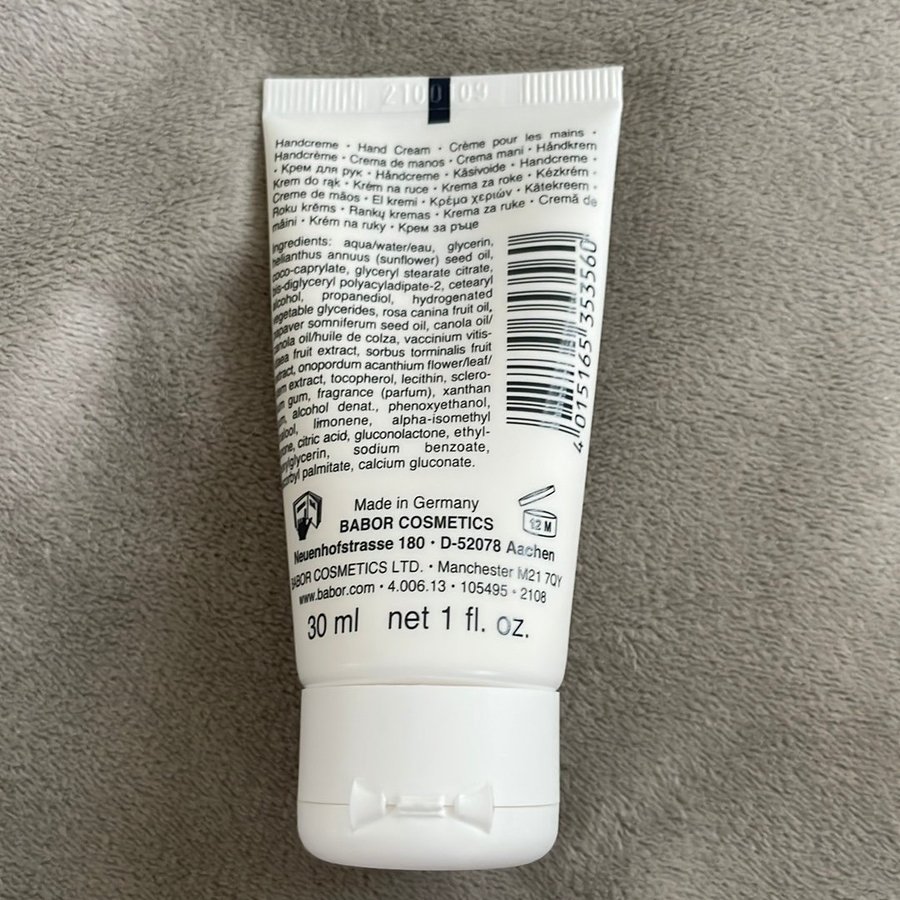 2100 09
Handcreme · Hand Cream · Crème pour les mains ·
Handcrème · Crema de manos · Crema mani · Håndkrem
· Крем для рук · Håndcreme · Käsivoide · Handcreme ·
Krem do rąk · Krém na ruce · Krema za roke · Kézkrém ·
Creme de mãos · El kremi · Κρέμα χεριών · Kätekreem ·
Roku krēms · Rankų kremas · Krema za ruke · Cremă de
mâini · Krém na ruky · Крем за ръце
Ingredients: aqua/water/eau, glycerin,
helianthus annuus (sunflower) seed oil,
coco-caprylate, glyceryl stearate citrate,
bis-diglyceryl polyacyladipate-2, cetearyl
alcohol, propanediol, hydrogenated
vegetable glycerides, rosa canina fruit oil,
papaver somniferum seed oil, canola oil/
canola oil/huile de colza, vaccinium vitis-
idaea fruit extract, sorbus torminalis fruit
extract, onopordum acanthium flower/leaf/
stem extract, tocopherol, lecithin, sclero-
tium gum, fragrance (parfum), xanthan
alcohol denat., phenoxyethanol,
linalool, limonene, alpha-isomethyl
ionone, citric acid, gluconolactone, ethyl-
hexylglycerin, sodium benzoate,
ascorbyl palmitate, calcium gluconate.
4 015165 353560
Made in Germany
BABOR COSMETICS
12 M
Neuenhofstrasse 180 · D-52078 Aachen
BABOR COSMETICS LTD. · Manchester M21 7QY
www.babor.com · 4.006.13 · 105495 · 2108
30 ml net 1 fl. oz.